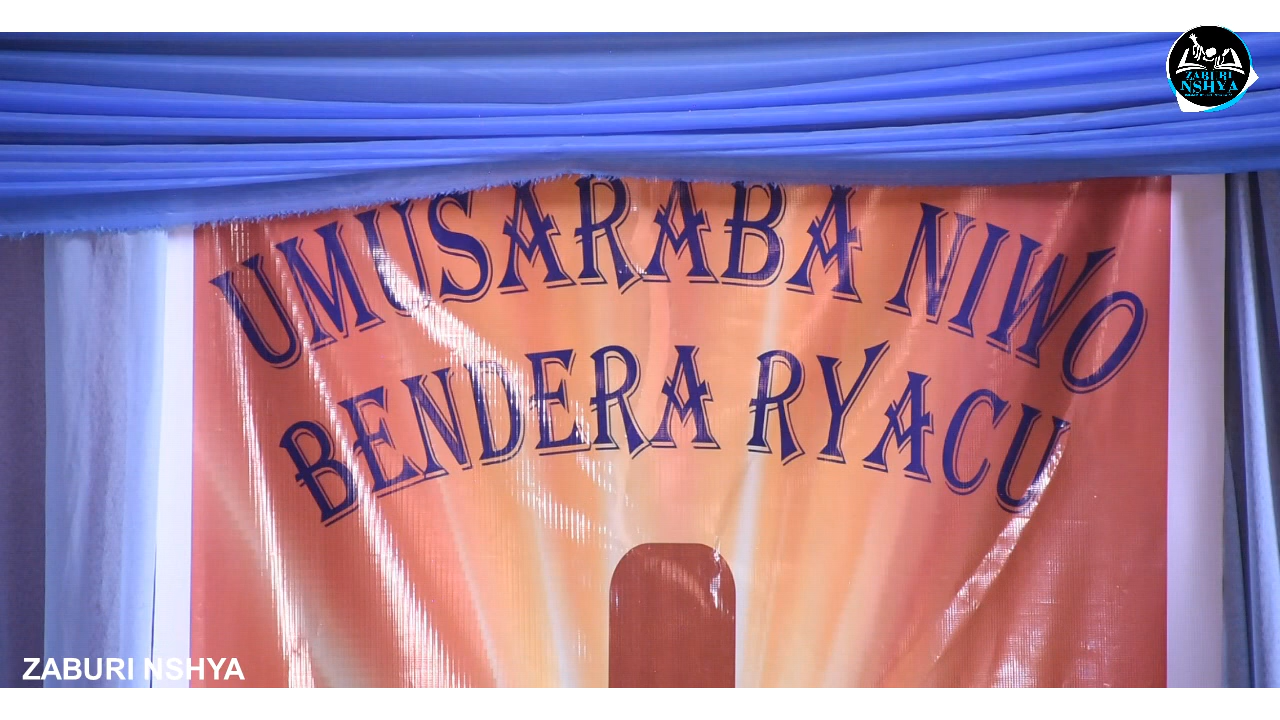 ZABURI
NSHYA
UMUSARABA NIWO
BENDERA RYACU
ZABURI NSHYA